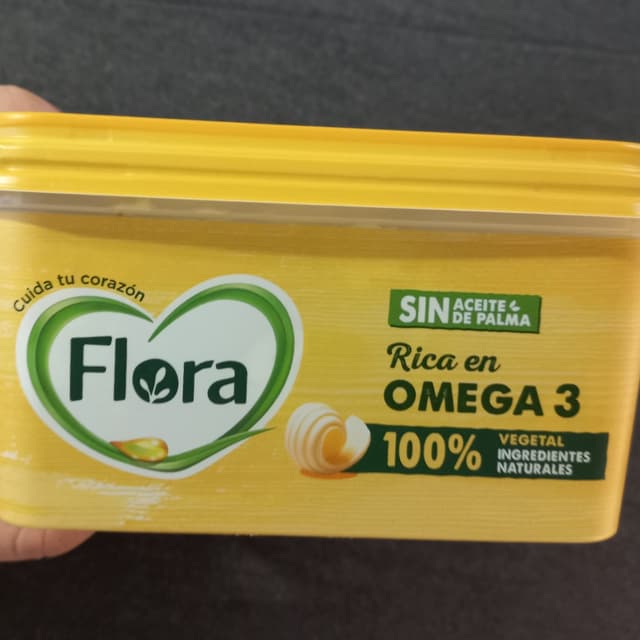 Cuida tu corazón
Flora
SIN ACEITE
DE PALMA
Rica en
OMEGA 3
100% VEGETAL
INGREDIENTES
NATURALES